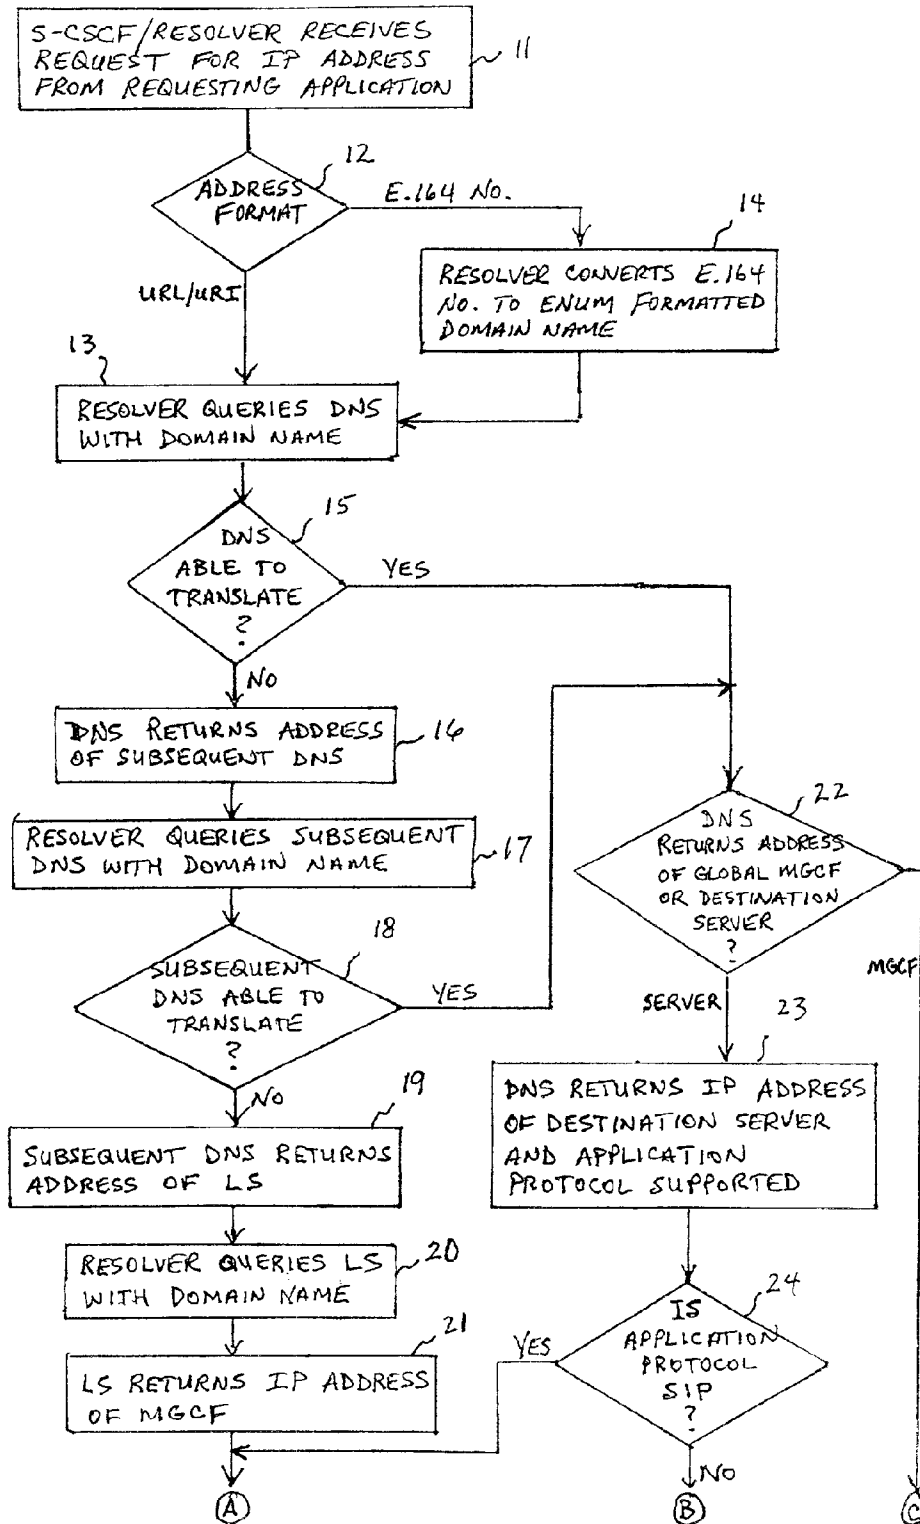 S-CSCF/RESOLVER RECEIVES
REQUEST FOR IP ADDRESS
FROM REQUESTING APPLICATION
11
12
ADDRESS
FORMAT
E.164 NO.
14
RESOLVER CONVERTS E.164
NO. TO ENUM FORMATTED
DOMAIN NAME
URL/URI
13
RESOLVER QUERIES DNS
WITH DOMAIN NAME
15
DNS
ABLE TO
TRANSLATE
?
YES
NO
DNS RETURNS ADDRESS
OF SUBSEQUENT DNS
16
RESOLVER QUERIES SUBSEQUENT
DNS WITH DOMAIN NAME
17
18
SUBSEQUENT
DNS ABLE TO
TRANSLATE
?
YES
NO
19
SUBSEQUENT DNS RETURNS
ADDRESS OF LS
RESOLVER QUERIES LS
WITH DOMAIN NAME
20
21
LS RETURNS IP ADDRESS
OF MGCF
A
22
DNS
RETURNS ADDRESS
OF GLOBAL MGCF
OR DESTINATION
SERVER
?
MGCF
SERVER
23
DNS RETURNS IP ADDRESS
OF DESTINATION SERVER
AND APPLICATION
PROTOCOL SUPPORTED
24
IS
APPLICATION
PROTOCOL
SIP
?
YES
NO
B
C